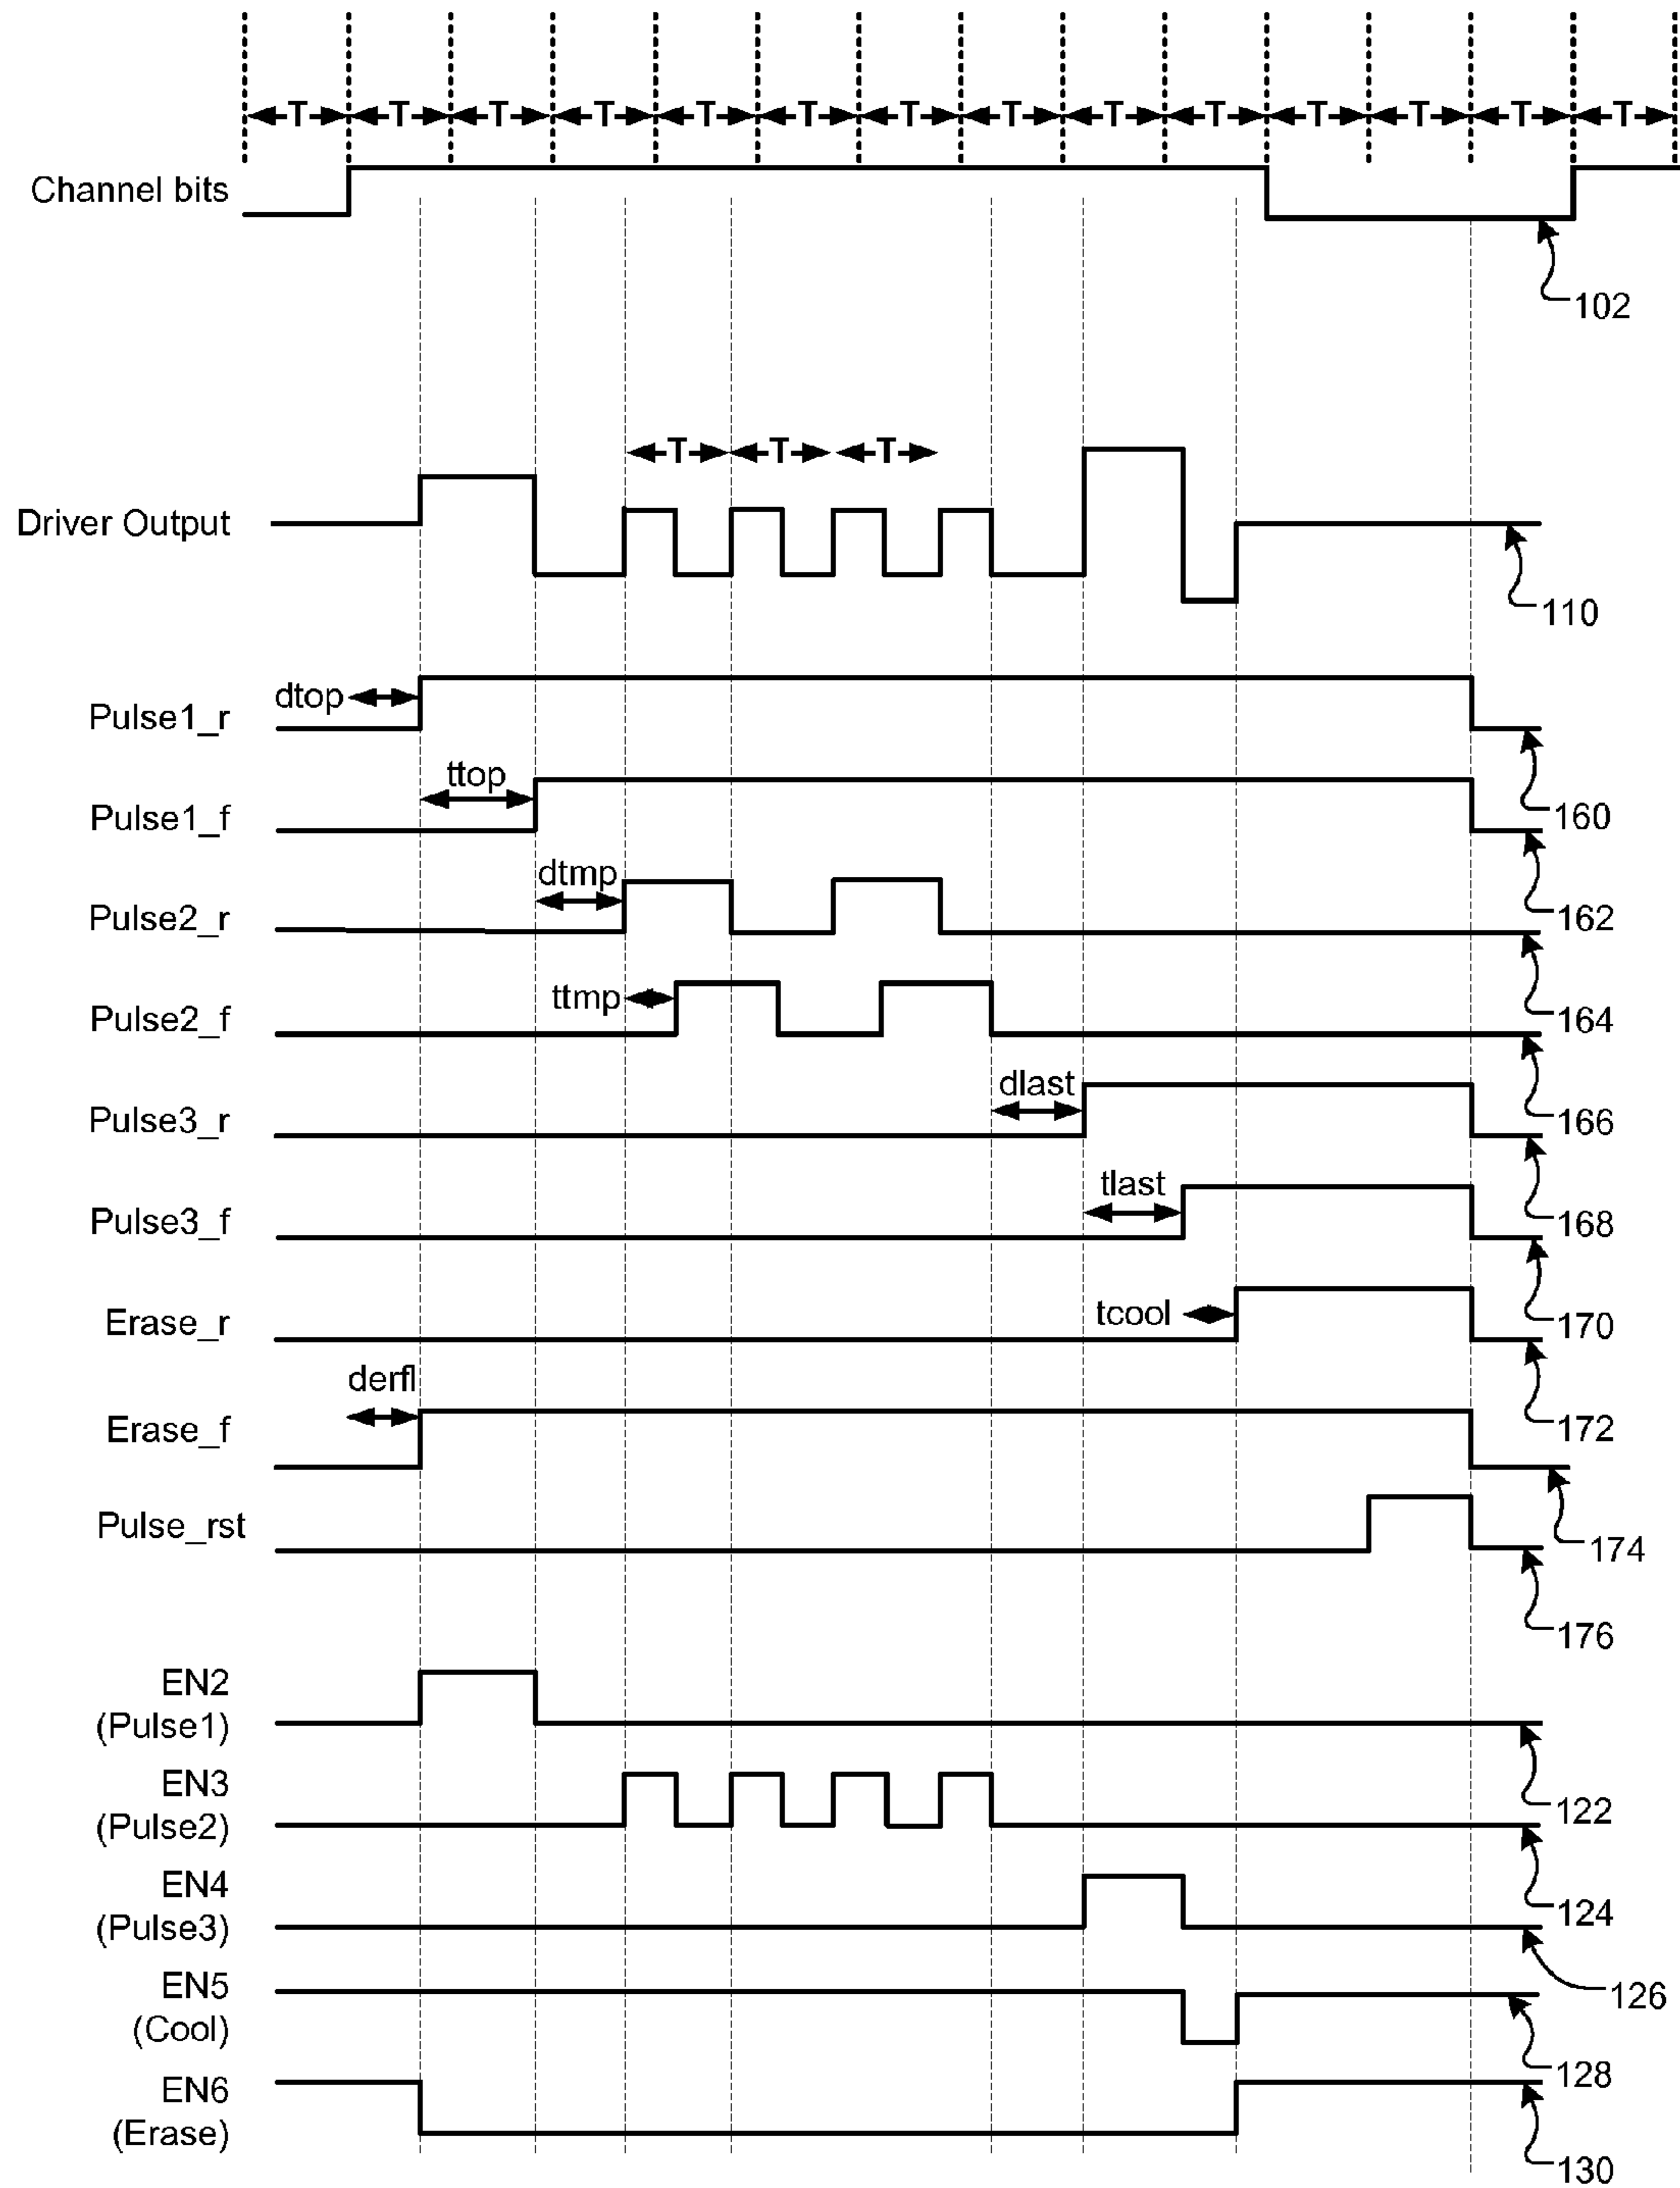 T T T T T T T T T T T T T T
Channel bits
102
T T T
Driver Output
110
dtop
Pulse1_r
160
ttop
Pulse1_f
162
dtmp
Pulse2_r
164
ttmp
Pulse2_f
166
dlast
Pulse3_r
168
tlast
Pulse3_f
170
tcool
Erase_r
172
derfl
Erase_f
174
Pulse_rst
176
EN2
(Pulse1)
122
EN3
(Pulse2)
124
EN4
(Pulse3)
126
EN5
(Cool)
128
EN6
(Erase)
130